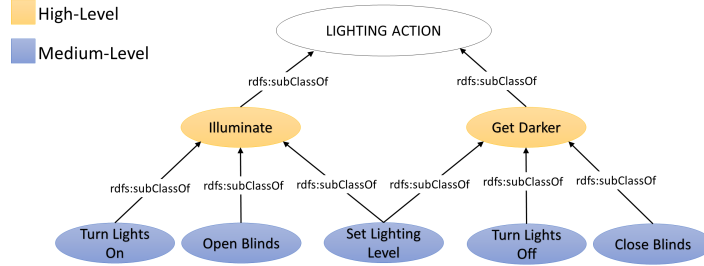 High-Level
Medium-Level
LIGHTING ACTION
rdfs:subClassOf
rdfs:subClassOf
Illuminate
Get Darker
rdfs:subClassOf
rdfs:subClassOf
rdfs:subClassOf
rdfs:subClassOf
rdfs:subClassOf
rdfs:subClassOf
Turn Lights
On
Open Blinds
Set Lighting
Level
Turn Lights
Off
Close Blinds